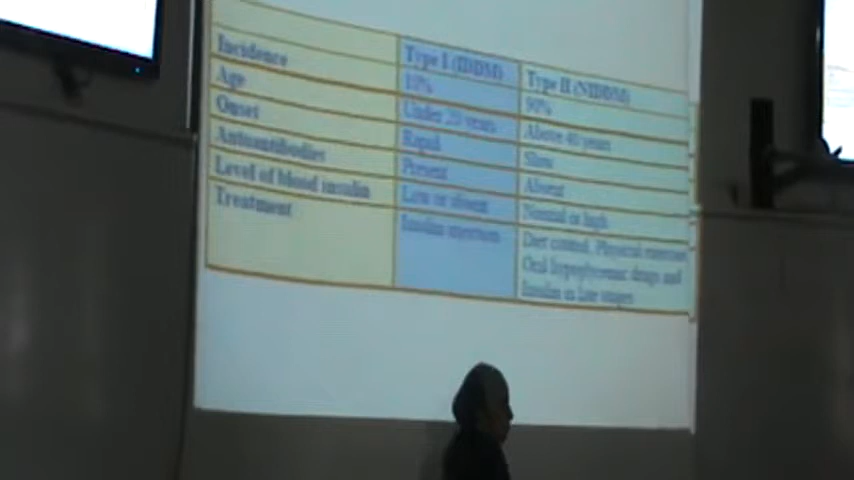 Type I (IDDM) Type II (NIDDM)
Incidence 10% 90%
Age Under 20 years Above 40 years
Onset Rapid Slow
Autoantibodies Present Absent
Level of blood insulin Low or absent Normal or high
Treatment Insulin Diet control, Physical exercises
Oral hypoglycemic drugs and
Insulin in late stages